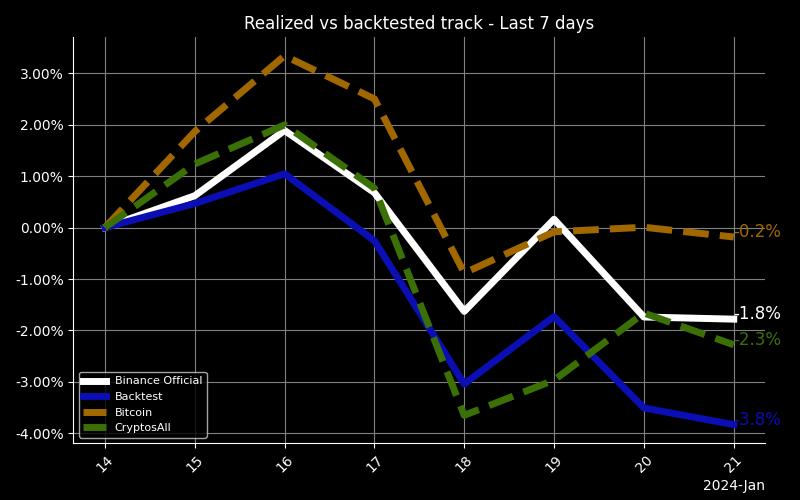 Realized vs backtested track - Last 7 days
3.00%
2.00%
1.00%
0.00%
-1.00%
-2.00%
-3.00%
-4.00%
-0.2%
-1.8%
-2.3%
-3.8%
Binance Official
Backtest
Bitcoin
CryptosAll
14 15 16 17 18 19 20 21
2024-Jan